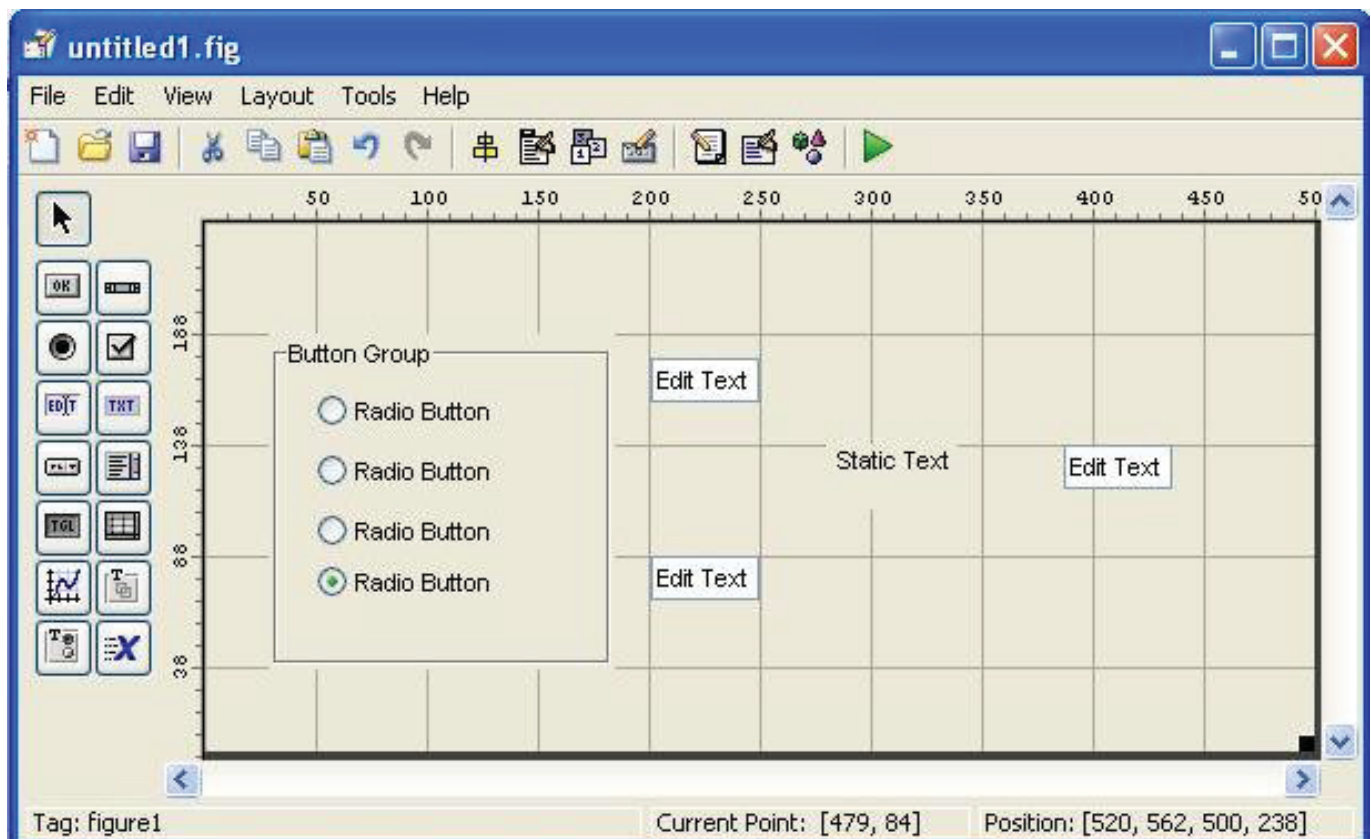 untitled1.fig
File Edit View Layout Tools Help
50 100 150 200 250 300 350 400 450 50
OK
188
Button Group
Edit Text
Radio Button
EDIT TXT
138
Radio Button
Static Text
Edit Text
TGL
Radio Button
88
Edit Text
Radio Button
T
T
X
38
Tag: figure1 Current Point: [479, 84] Position: [520, 562, 500, 238]